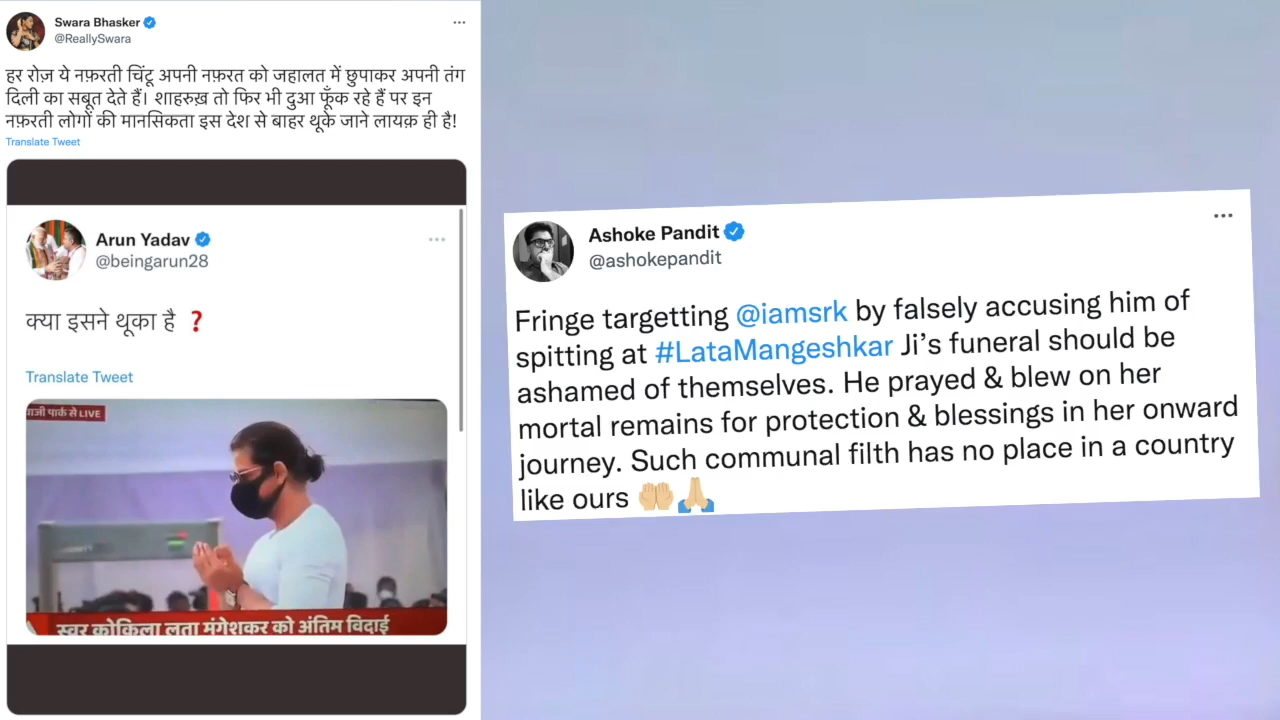 Swara Bhasker
@ReallySwara
हर रोज़ ये नफ़रती चिंटू अपनी नफ़रत को जहालत में छुपाकर अपनी तंग
दिली का सबूत देते हैं। शाहरुख़ तो फिर भी दुआ फूँक रहे हैं पर इन
नफ़रती लोगों की मानसिकता इस देश से बाहर थूके जाने लायक़ ही है!
Translate Tweet
Arun Yadav
@beingarun28
क्या इसने थूका है ❓
Translate Tweet
ाजी पार्क से LIVE
स्वर कोकिला लता मंगेशकर को अंतिम विदाई
Ashoke Pandit
@ashokepandit
Fringe targetting @iamsrk by falsely accusing him of
spitting at #LataMangeshkar Ji's funeral should be
ashamed of themselves. He prayed & blew on her
mortal remains for protection & blessings in her onward
journey. Such communal filth has no place in a country
like ours 🤲🏼🙏🏼